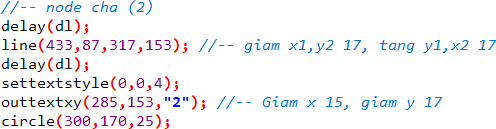 //-- node cha (2)
delay(dl);
line(433,87,317,153); //-- giam x1,y2 17, tang y1,x2 17
delay(dl);
settextstyle(0,0,4);
outtextxy(285,153,"2"); //-- Giam x 15, giam y 17
circle(300,170,25);